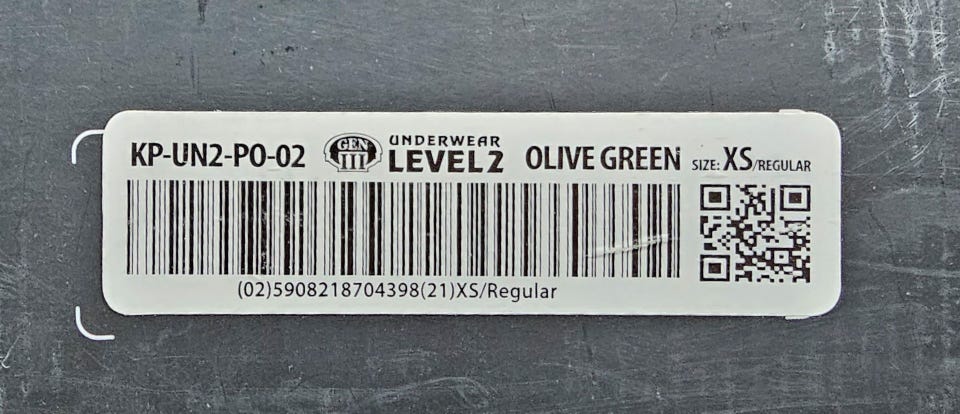 KP-UN2-PO-02 GEN III UNDERWEAR LEVEL 2 OLIVE GREEN SIZE: XS/REGULAR
(02)5908218704398(21)XS/Regular